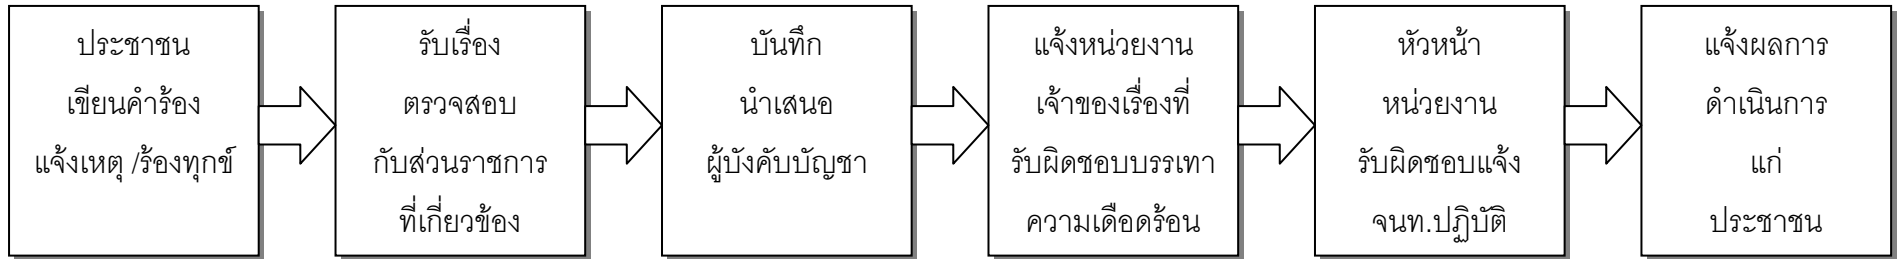 ประชาชน
เขียนคำร้อง
แจ้งเหตุ /ร้องทุกข์
รับเรื่อง
ตรวจสอบ
กับส่วนราชการ
ที่เกี่ยวข้อง
บันทึก
นำเสนอ
ผู้บังคับบัญชา
แจ้งหน่วยงาน
เจ้าของเรื่องที่
รับผิดชอบบรรเทา
ความเดือดร้อน
หัวหน้า
หน่วยงาน
รับผิดชอบแจ้ง
จนท.ปฏิบัติ
แจ้งผลการ
ดำเนินการ
แก่
ประชาชน